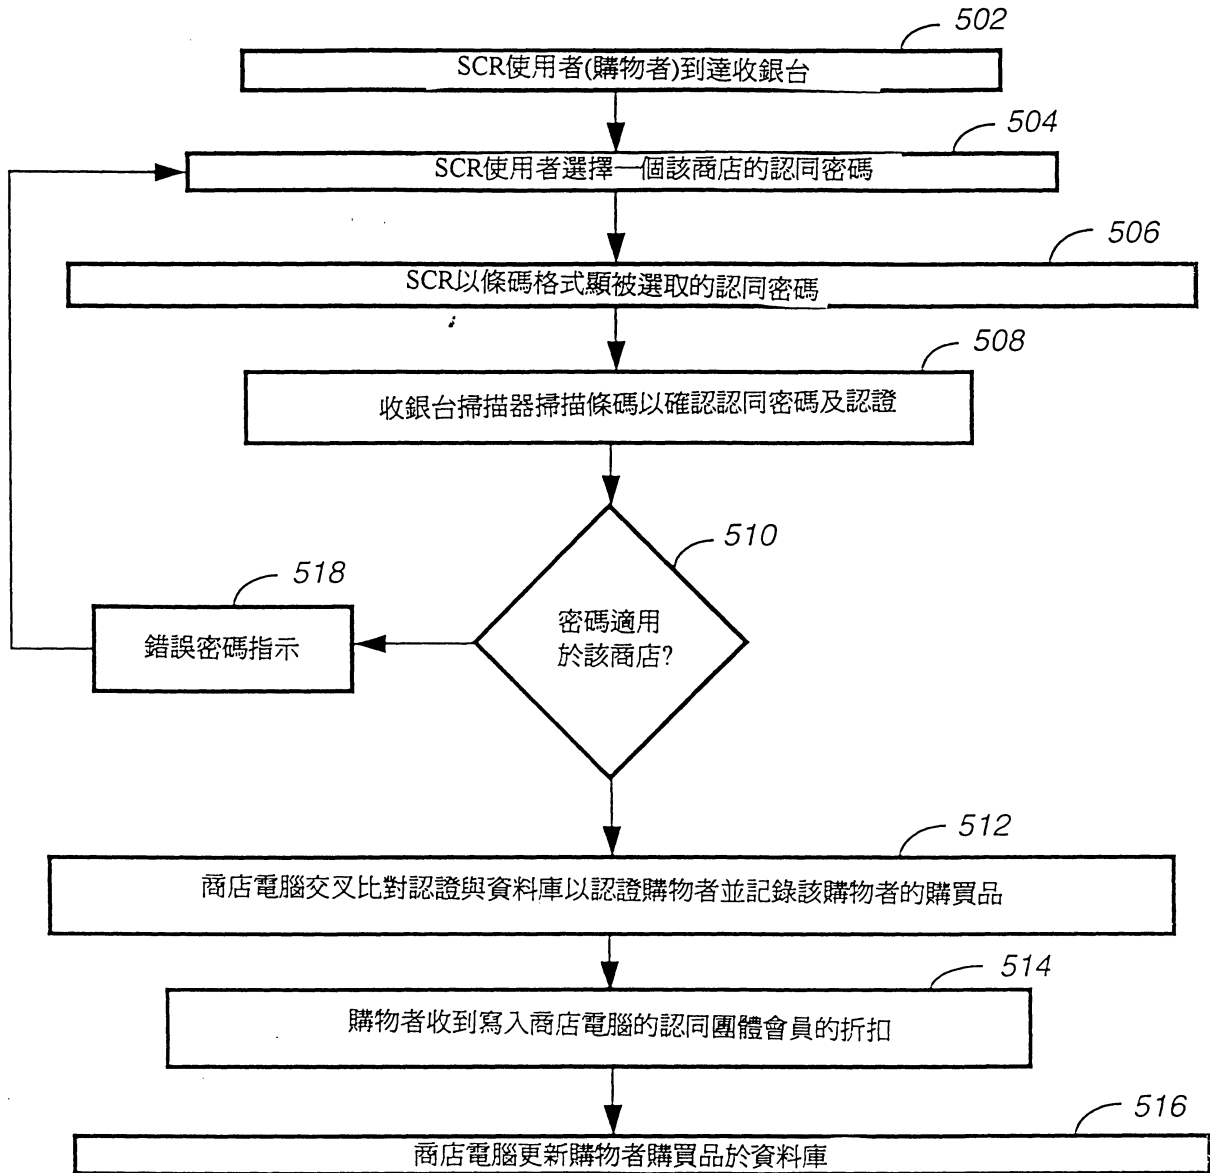 502
SCR使用者(購物者)到達收銀台
504
SCR使用者選擇一個該商店的認同密碼
506
SCR以條碼格式顯被選取的認同密碼
508
收銀台掃描器掃描條碼以確認認同密碼及認證
510
密碼適用
於該商店?
518
錯誤密碼指示
512
商店電腦交叉比對認證與資料庫以認證購物者並記錄該購物者的購買品
514
購物者收到寫入商店電腦的認同團體會員的折扣
516
商店電腦更新購物者購買品於資料庫